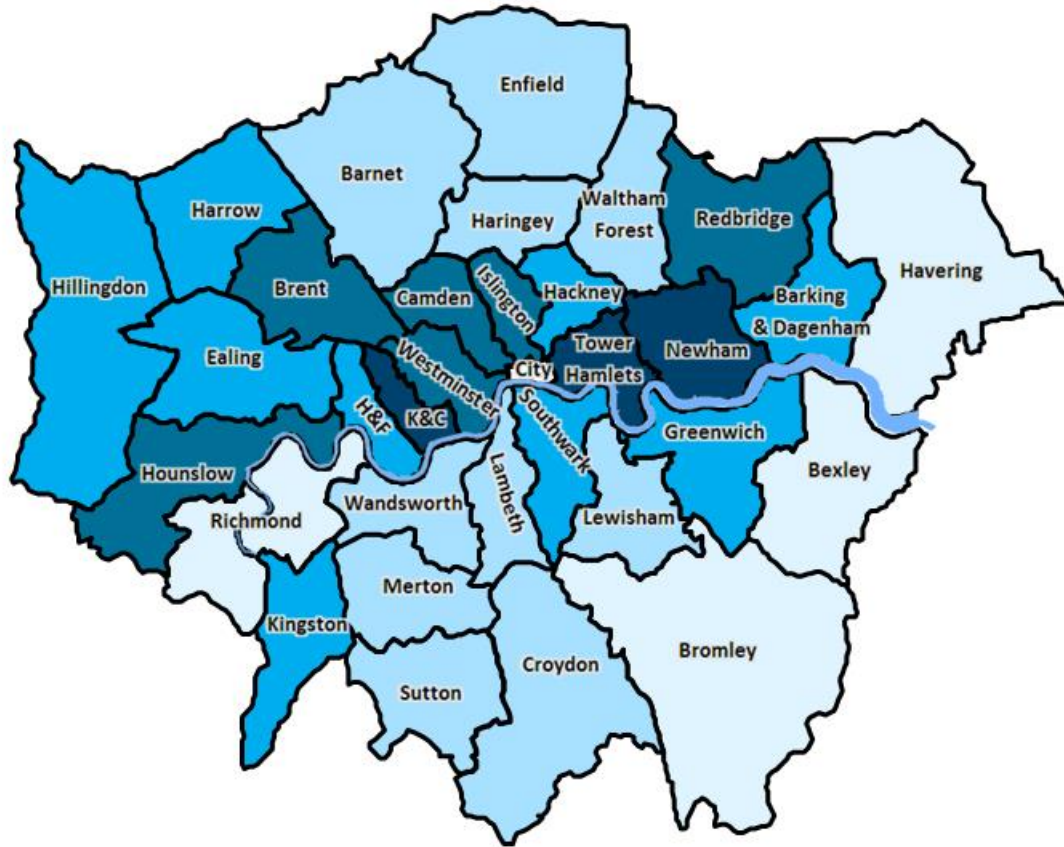 Enfield
Barnet
Harrow
Haringey
Waltham
Forest
Redbridge
Havering
Hillingdon
Brent
Camden
Islington
Hackney
Barking
& Dagenham
Ealing
Westminster
City
Tower
Hamlets
Newham
H&F
K&C
Southwark
Greenwich
Hounslow
Richmond
Wandsworth
Lambeth
Lewisham
Bexley
Kingston
Merton
Sutton
Croydon
Bromley